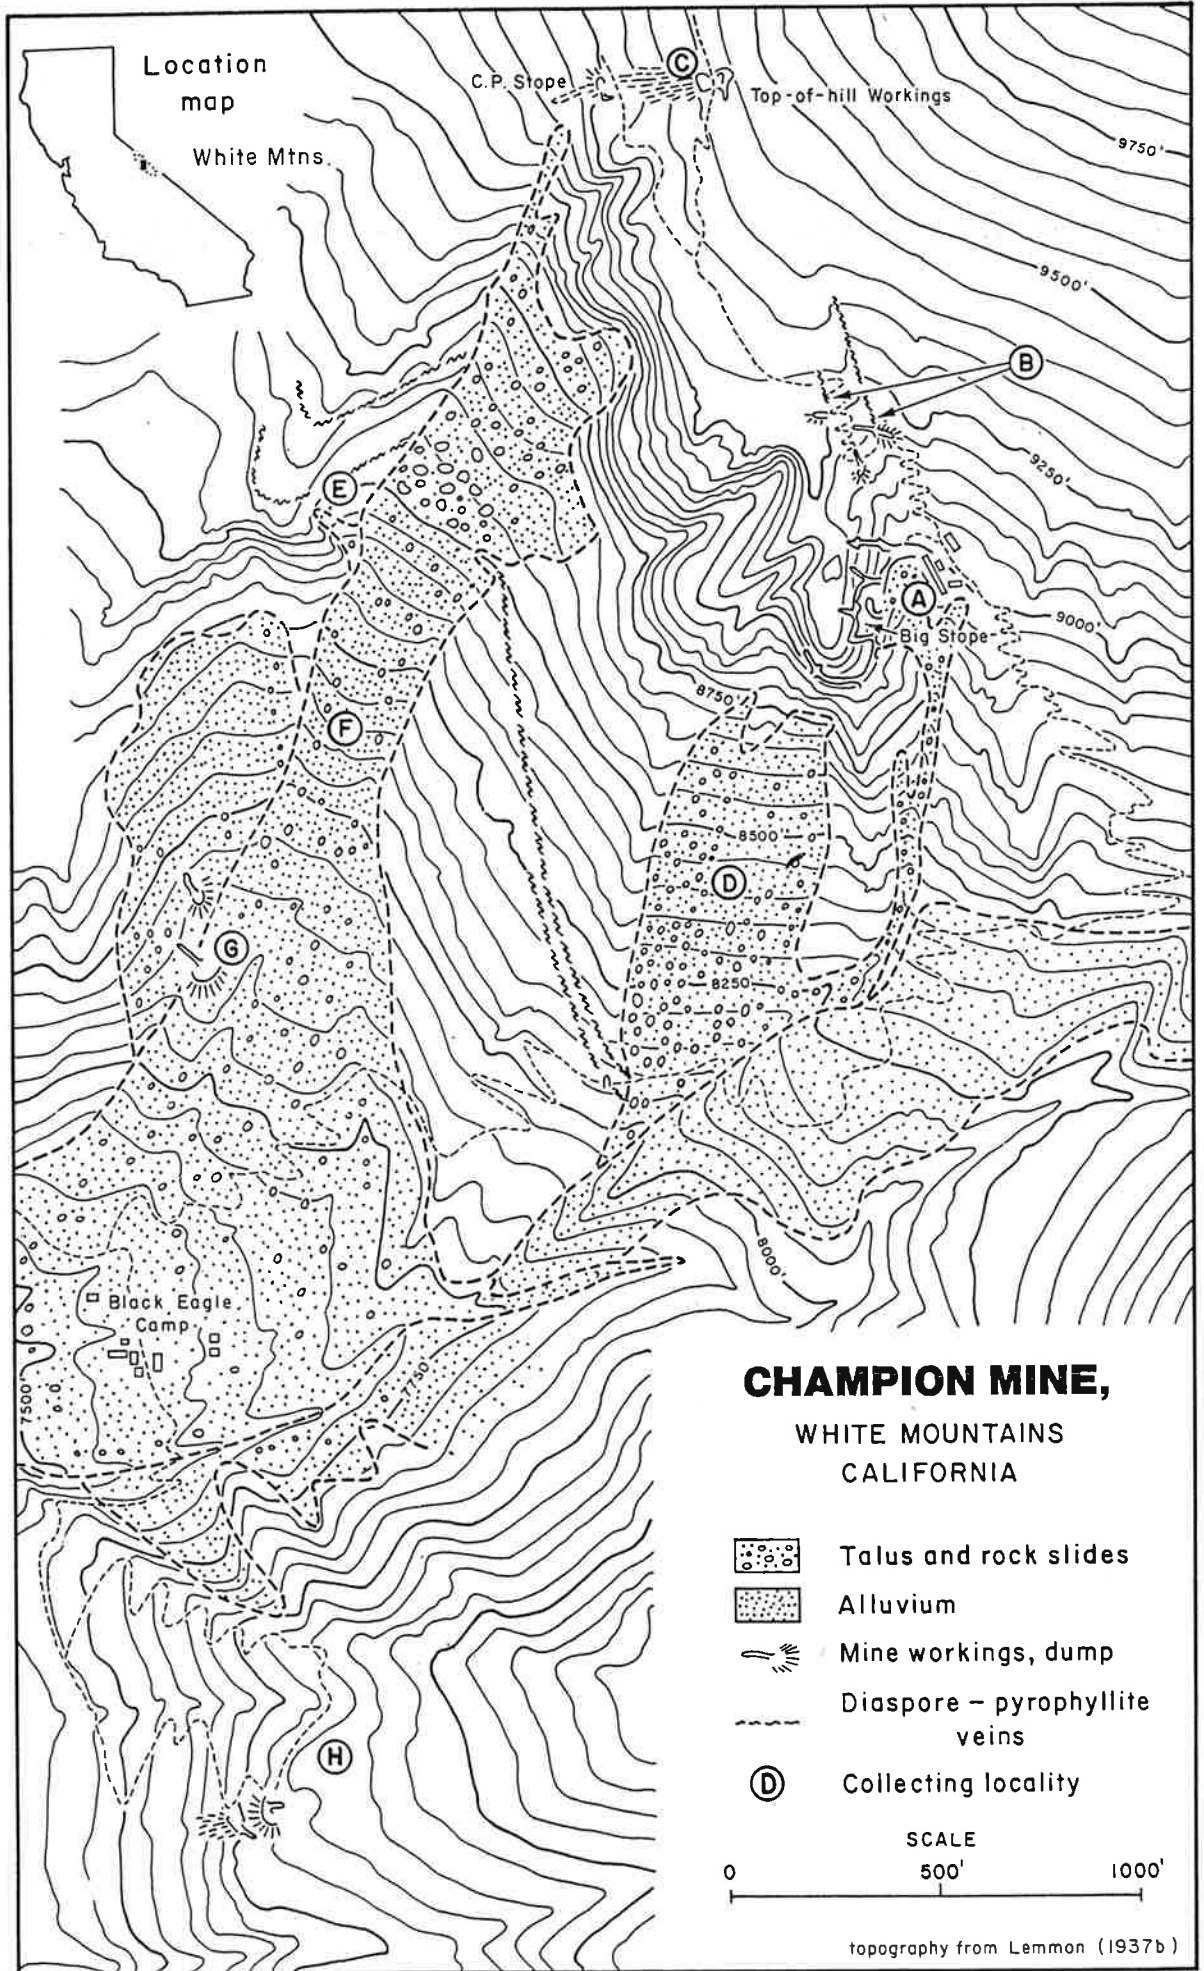 Location
map
White Mtns.
C.P. Stope
C
Top-of-hill Workings
9750'
9500'
B
9250'
E
A
Big Stope
9000'
8750'
F
8500
D
G
8250
8000'
Black Eagle
Camp
7750'
7500'
H
CHAMPION MINE,
WHITE MOUNTAINS
CALIFORNIA
Talus and rock slides
Alluvium
Mine workings, dump
Diaspore – pyrophyllite
veins
D Collecting locality
SCALE
0 500' 1000'
topography from Lemmon (1937b)